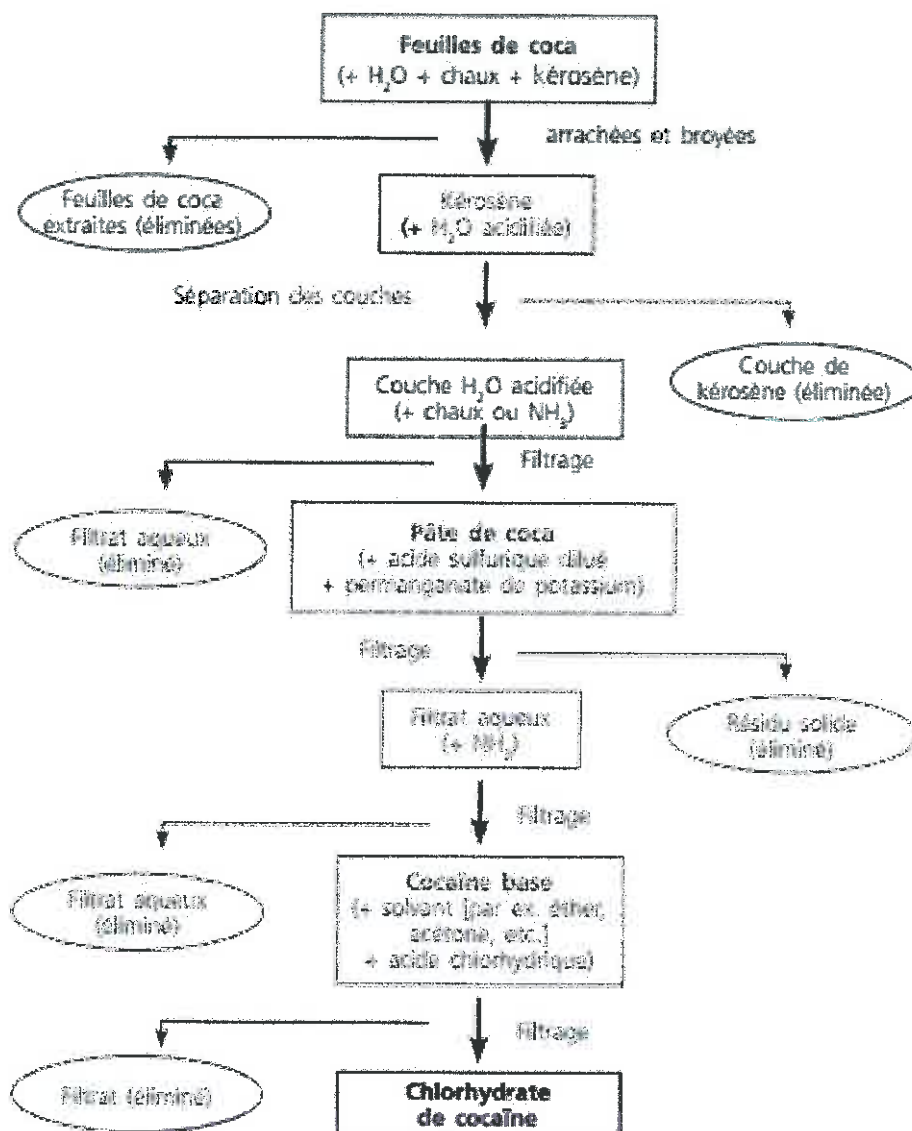 Feuilles de coca
(+ H₂O + chaux + kérosène)
arrachées et broyées
Feuilles de coca
extraites (éliminées)
Kérosène
(+ H₂O acidifiée)
Séparation des couches
Couche de
kérosène (éliminée)
Couche H₂O acidifiée
(+ chaux ou NH₃)
Filtrage
Filtrat aqueux
(éliminé)
Pâte de coca
(+ acide sulfurique dilué
+ permanganate de potassium)
Filtrage
Filtrat aqueux
(+ NH₃)
Résidu solide
(éliminé)
Filtrage
Filtrat aqueux
(éliminé)
Cocaïne base
(+ solvant [par ex. éther,
acétone, etc.]
+ acide chlorhydrique)
Filtrage
Filtrat (éliminé)
Chlorhydrate
de cocaïne